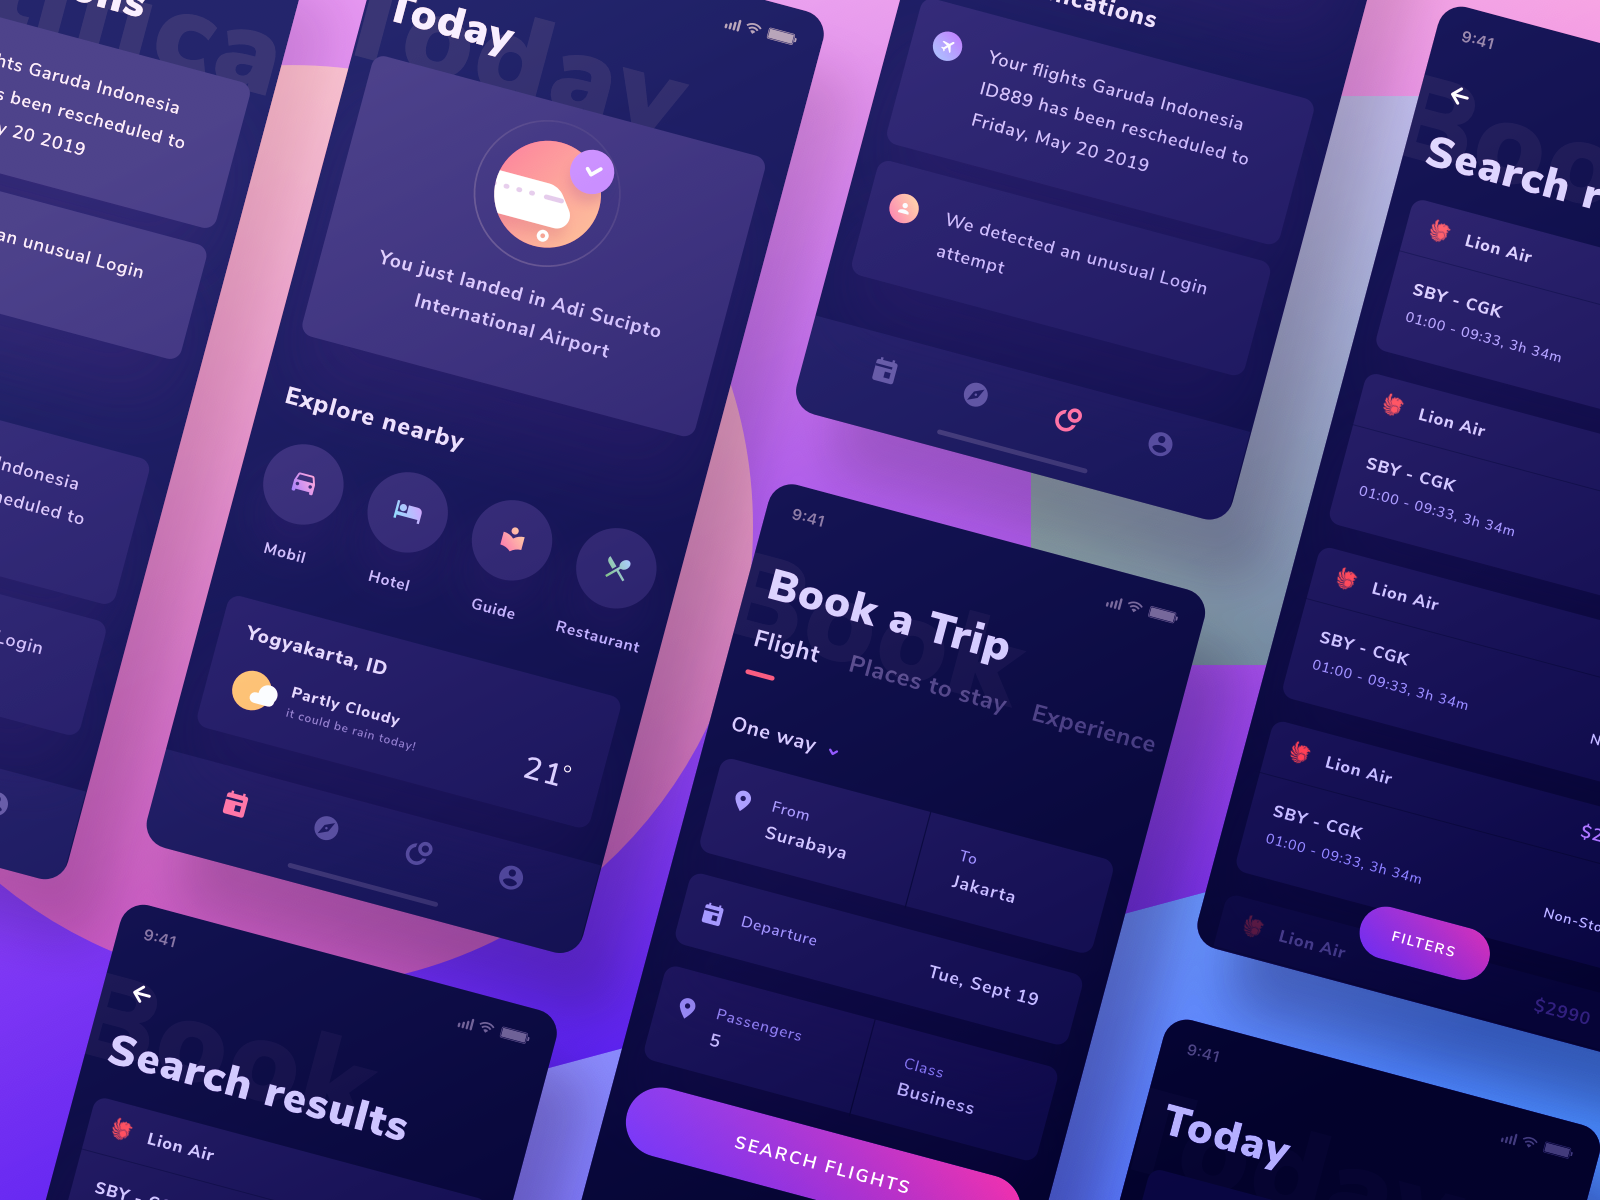 hts Garuda Indonesia
as been rescheduled to
y 20 2019
an unusual Login
Indonesia
eduled to
Login
Today
Today
You just landed in Adi Sucipto
International Airport
Explore nearby
Mobil
Hotel
Guide
Restaurant
Yogyakarta, ID
Partly Cloudy
it could be rain today!
21°
9:41
Book
Search results
Lion Air
SBY - C
ications
Your flights Garuda Indonesia
ID889 has been rescheduled to
Friday, May 20 2019
We detected an unusual Login
attempt
9:41
Book
Book a Trip
Flight
Places to stay
Experience
One way
From
Surabaya
To
Jakarta
Departure
Tue, Sept 19
Passengers
5
Class
Business
SEARCH FLIGHTS
9:41
Boo
Search r
Lion Air
SBY - CGK
01:00 - 09:33, 3h 34m
Lion Air
SBY - CGK
01:00 - 09:33, 3h 34m
Lion Air
SBY - CGK
01:00 - 09:33, 3h 34m
N
Lion Air
$2
SBY - CGK
01:00 - 09:33, 3h 34m
Non-Sto
Lion Air
FILTERS
$2990
9:41
Today